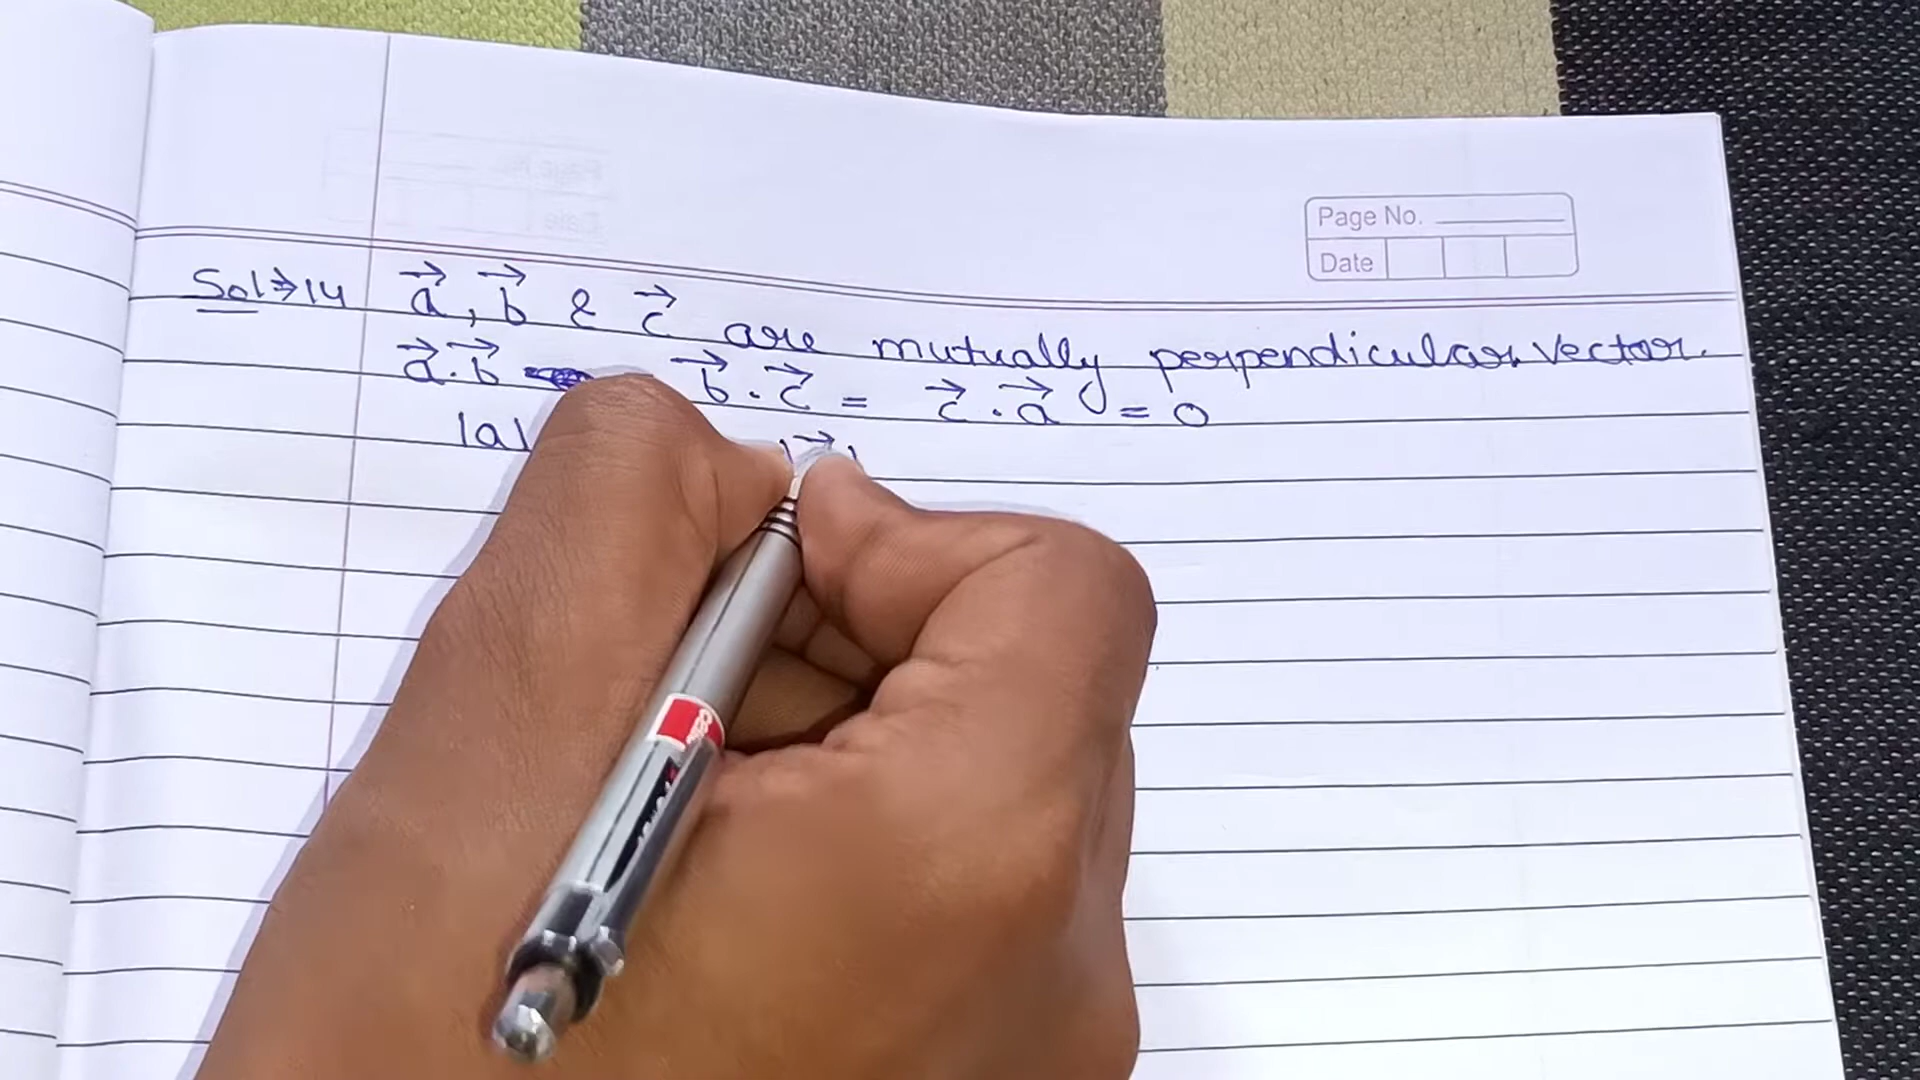 Page No.
Date
Sol⇒14 a⃗, b⃗ & c⃗ are mutually perpendicular vector.
a⃗.b⃗ b⃗.c⃗ = c⃗.a⃗ = 0
|a|